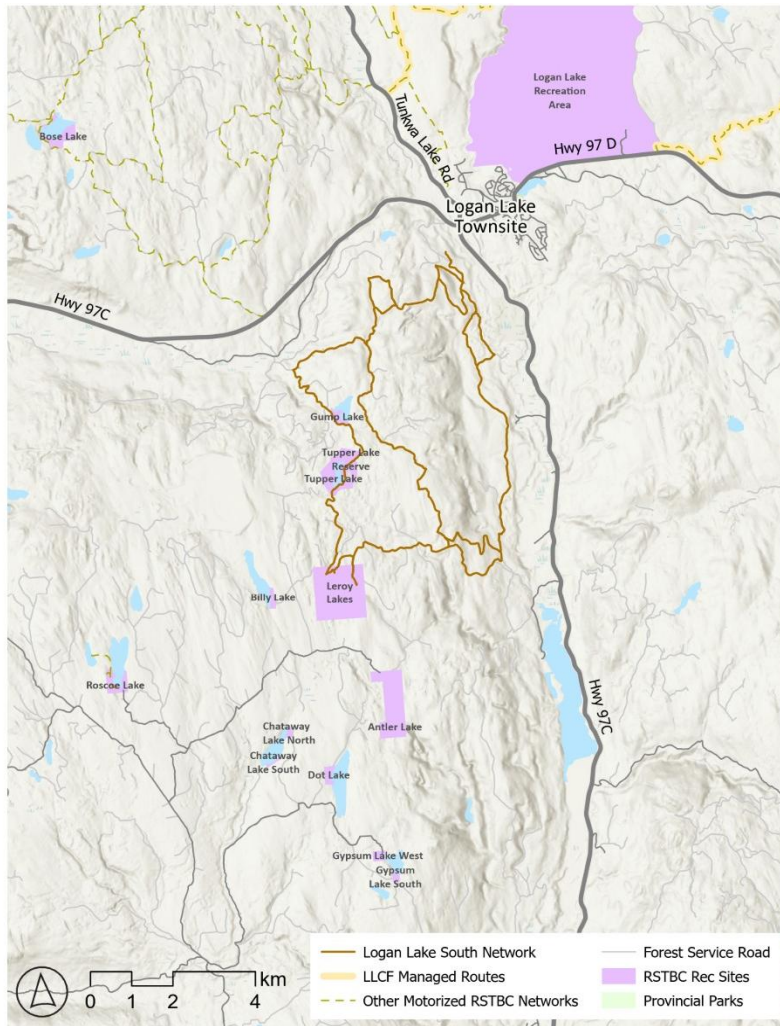 Logan Lake
Recreation
Area
Bose Lake
Tunkwa Lake Rd
Hwy 97 D
Logan Lake
Townsite
Hwy 97C
Gump Lake
Tupper Lake
Reserve
Tupper Lake
Leroy
Lakes
Billy Lake
Roscoe Lake
Antler Lake
Hwy 97C
Chataway
Lake North
Chataway
Lake South
Dot Lake
Gypsum Lake West
Gypsum
Lake South
Logan Lake South Network
LLCF Managed Routes
Other Motorized RSTBC Networks
Forest Service Road
RSTBC Rec Sites
Provincial Parks
km
0 1 2 4